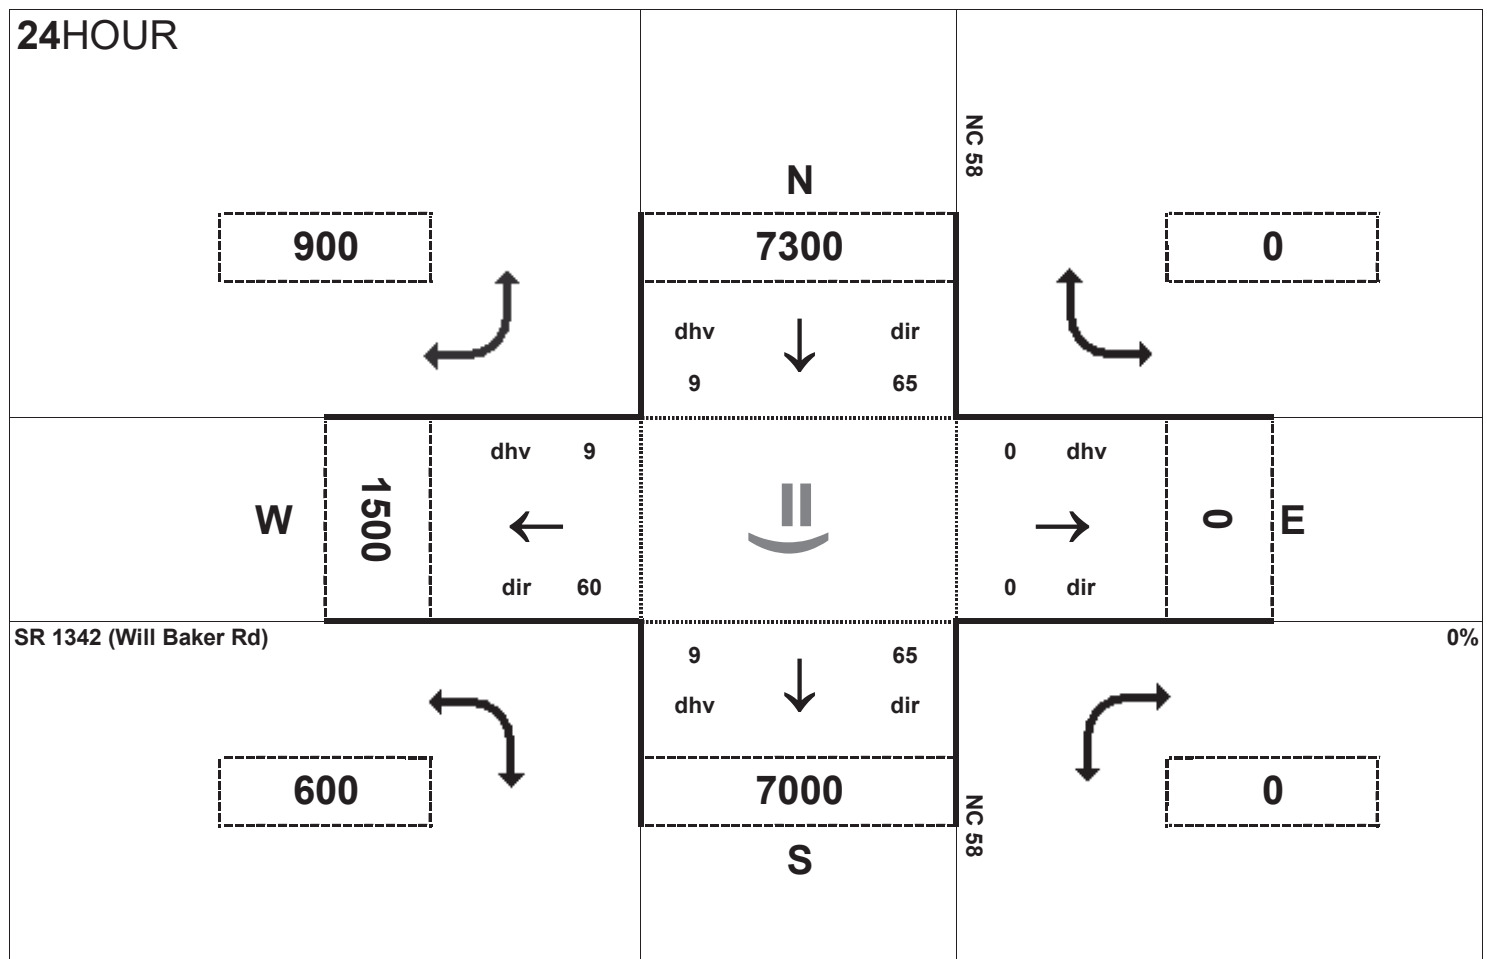 24HOUR
NC 58
N
900
7300
0
dhv
dir
9
65
dhv 9
0 dhv
W
1500
0
E
dir 60
0 dir
SR 1342 (Will Baker Rd)
0%
9
65
dhv
dir
600
7000
0
NC 58
S